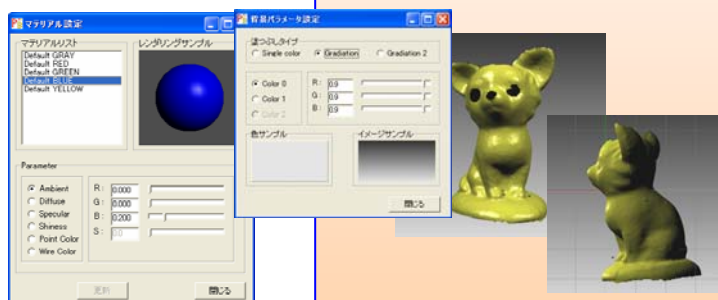 マテリアル設定
マテリアルリスト
Default GRAY
Default RED
Default GREEN
Default BLUE
Default YELLOW
レンダリングサンプル
Parameter
Ambient
Diffuse
Specular
Shiness
Point Color
Wire Color
R: 0.000
G: 0.000
B: 0.200
S: 0.0
更新
閉じる
背景パラメータ設定
塗つぶしタイプ
Single color
Gradiation
Gradiation 2
Color 0
Color 1
Color 2
R: 0.9
G: 0.9
B: 0.9
色サンプル
イメージサンプル
閉じる